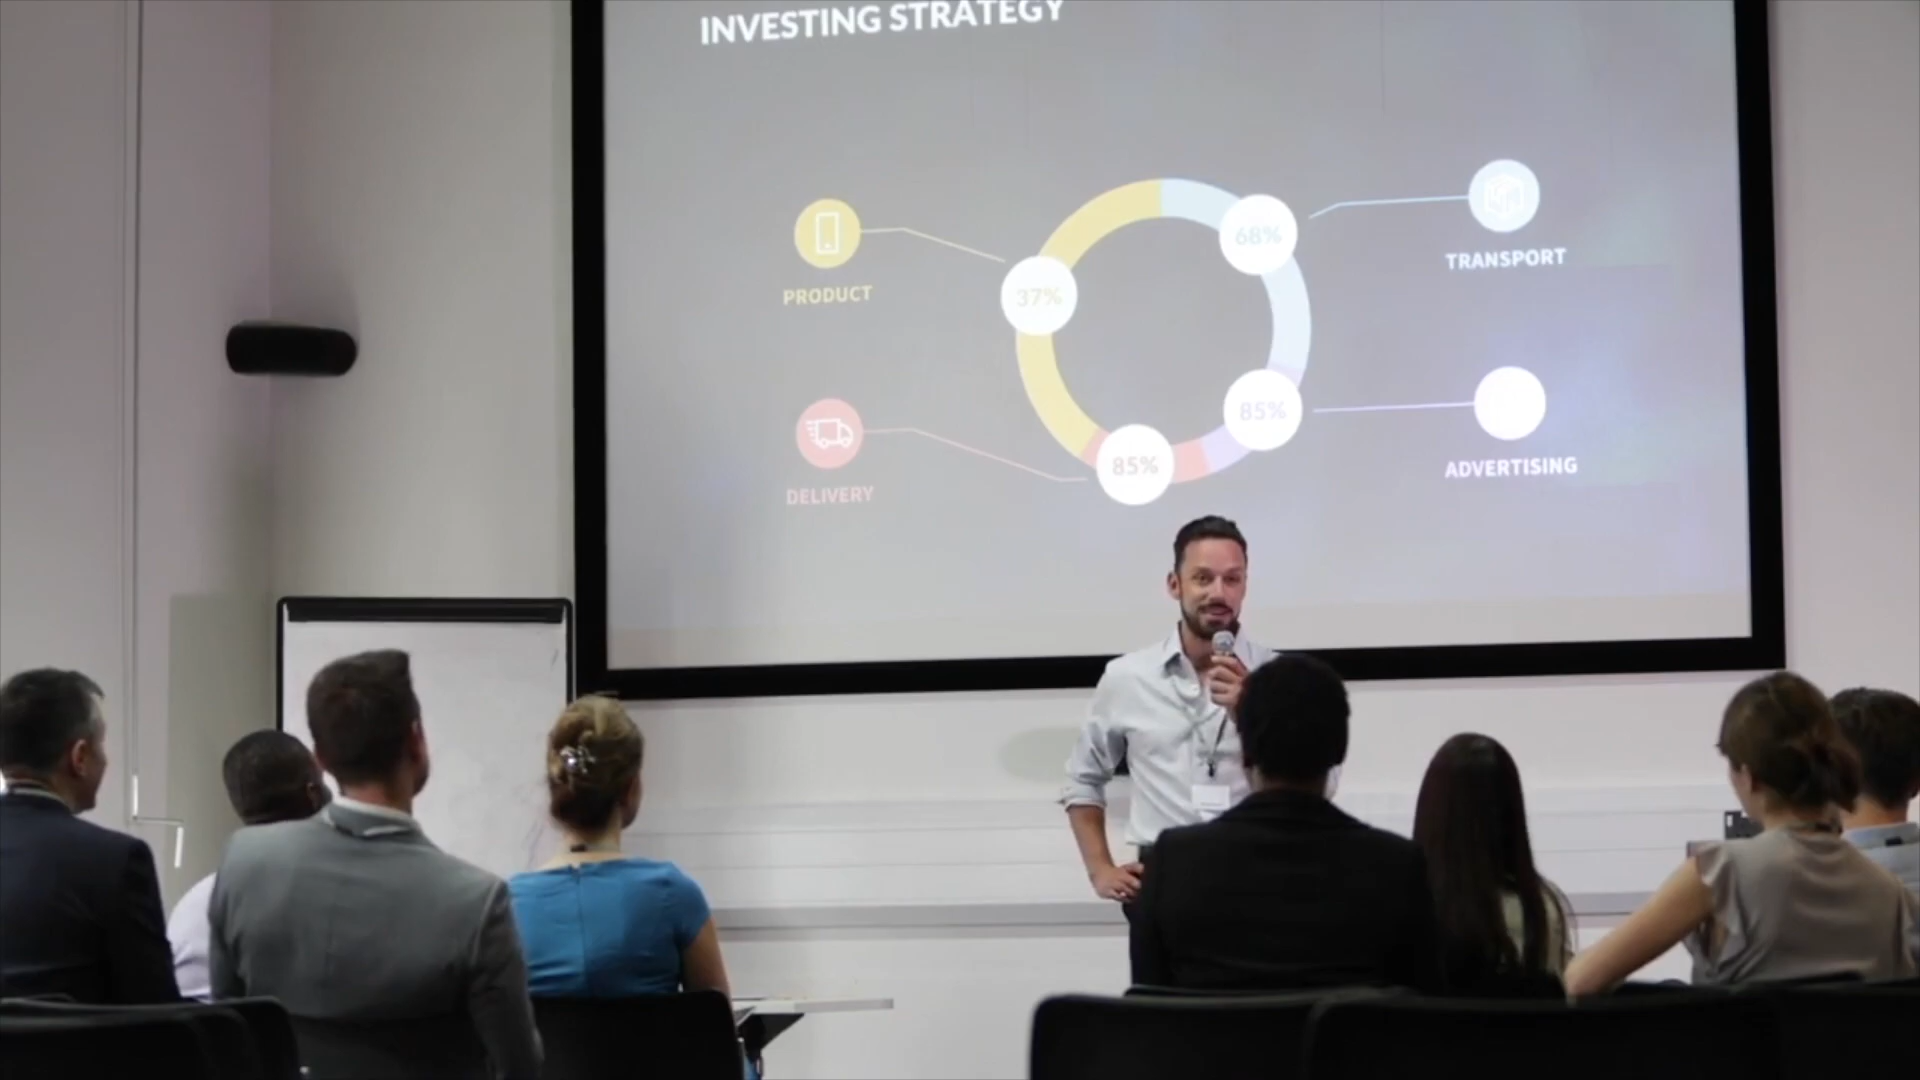 INVESTING STRATEGY
PRODUCT
37%
68%
TRANSPORT
DELIVERY
85%
85%
ADVERTISING